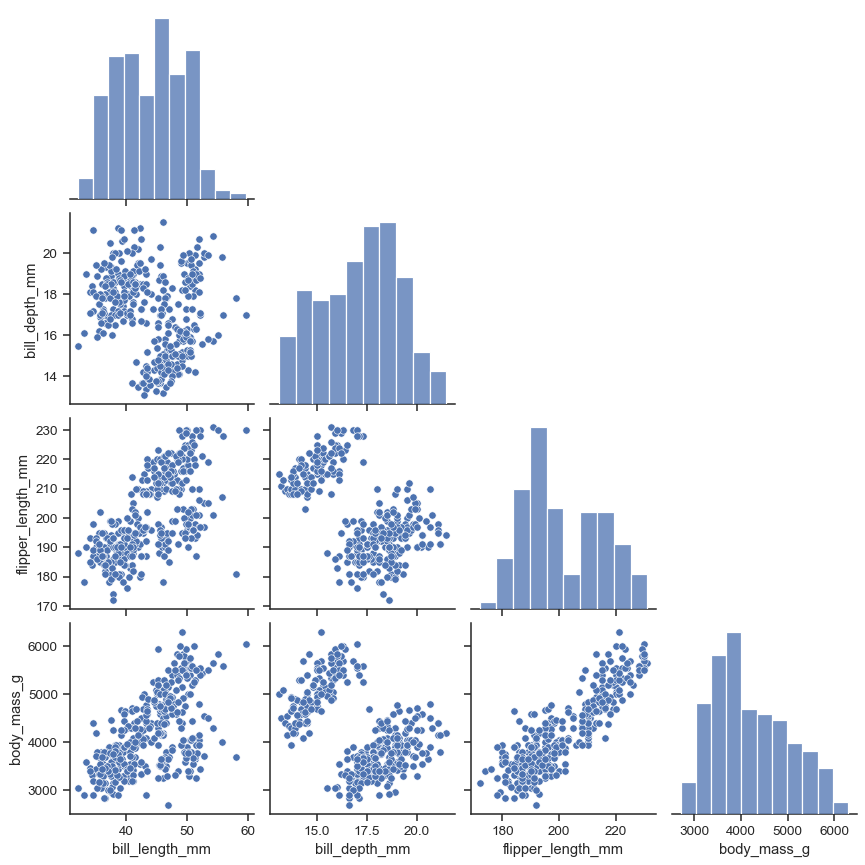 bill_depth_mm
20
18
16
14
flipper_length_mm
230
220
210
200
190
180
170
body_mass_g
6000
5000
4000
3000
40 50 60
15.0 17.5 20.0
180 200 220
3000 4000 5000 6000
bill_length_mm
bill_depth_mm
flipper_length_mm
body_mass_g